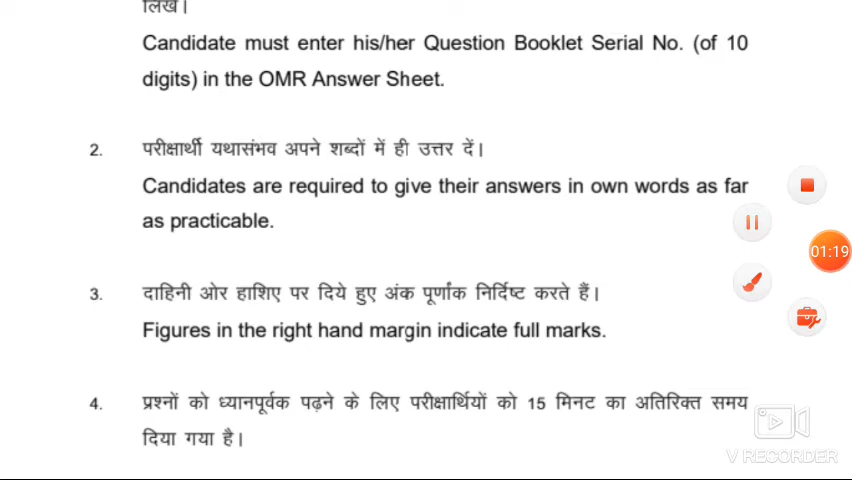 लिखें।
Candidate must enter his/her Question Booklet Serial No. (of 10
digits) in the OMR Answer Sheet.
2. परीक्षार्थी यथासंभव अपने शब्दों में ही उत्तर दें।
Candidates are required to give their answers in own words as far
as practicable.
3. दाहिनी ओर हाशिए पर दिये हुए अंक पूर्णांक निर्दिष्ट करते हैं।
Figures in the right hand margin indicate full marks.
01:19
4. प्रश्नों को ध्यानपूर्वक पढ़ने के लिए परीक्षार्थियों को 15 मिनट का अतिरिक्त समय
दिया गया है।
V RECORDER